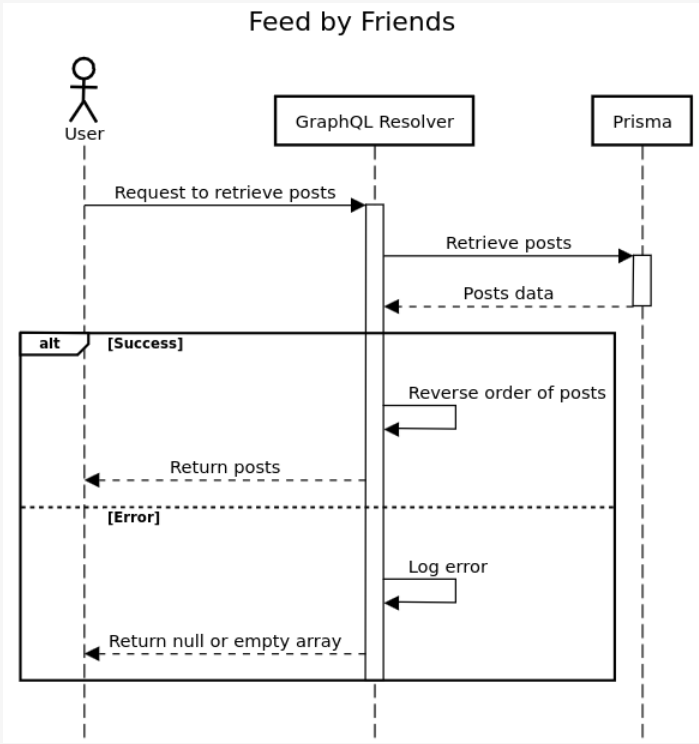 Feed by Friends
User
GraphQL Resolver
Prisma
Request to retrieve posts
Retrieve posts
Posts data
alt
[Success]
Reverse order of posts
Return posts
[Error]
Log error
Return null or empty array